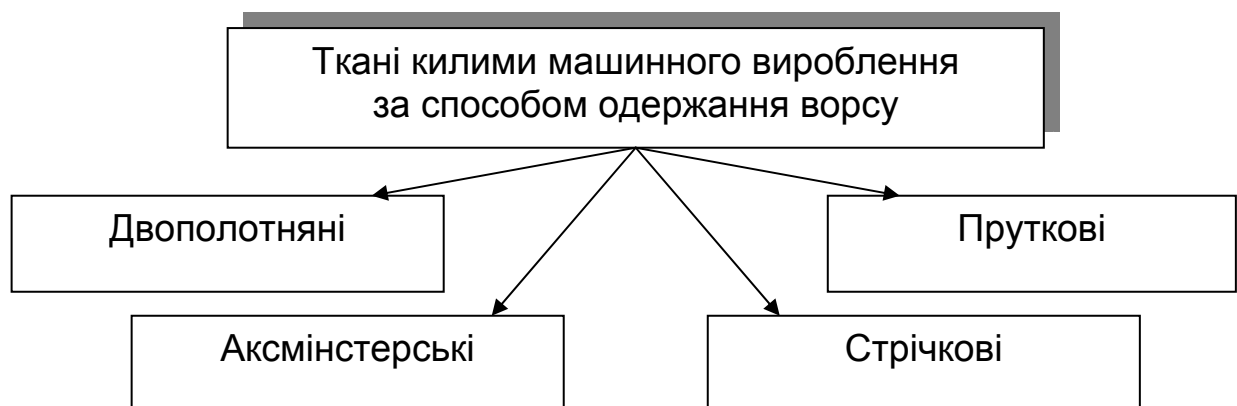 Ткані килими машинного вироблення
за способом одержання ворсу
Двополотняні
Пруткові
Аксмінстерські
Стрічкові